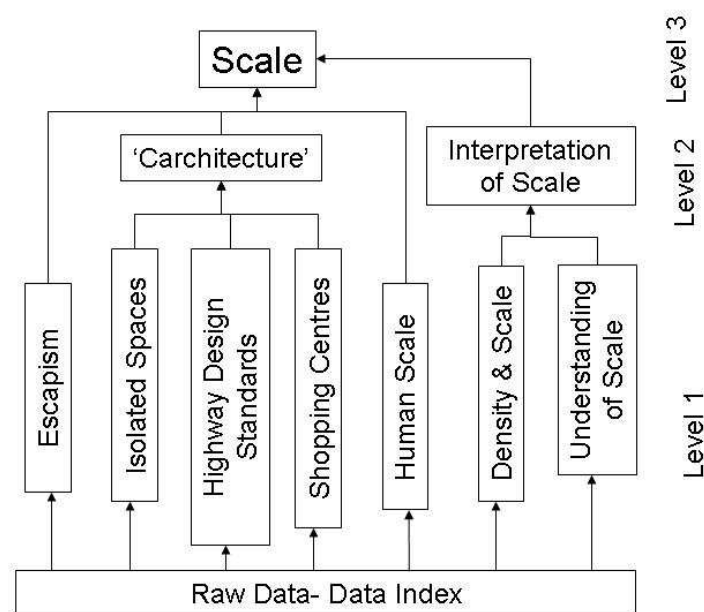 Scale
Level 3
'Carchitecture'
Interpretation
of Scale
Level 2
Escapism
Isolated Spaces
Highway Design
Standards
Shopping Centres
Human Scale
Density & Scale
Understanding
of Scale
Level 1
Raw Data- Data Index